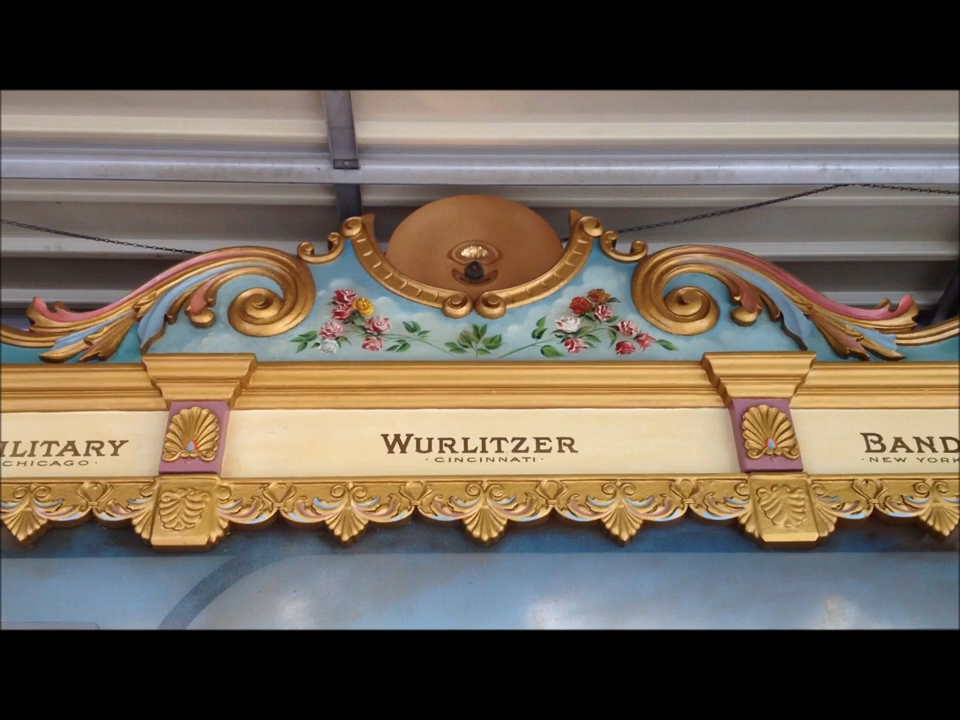 ILITARY
CHICAGO ·
WURLITZER
· CINCINNATI ·
BAND
· NEW YORK